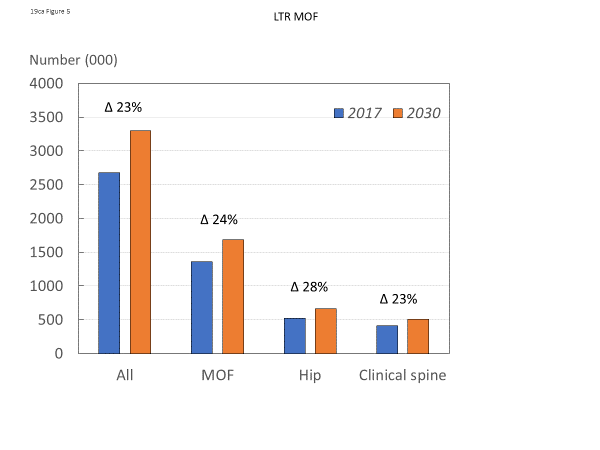 19ca Figure.5
LTR MOF
Number (000)
4000
3500
3000
2500
2000
1500
1000
500
0
Δ 23%
Δ 24%
Δ 28%
Δ 23%
2017
2030
All
MOF
Hip
Clinical spine